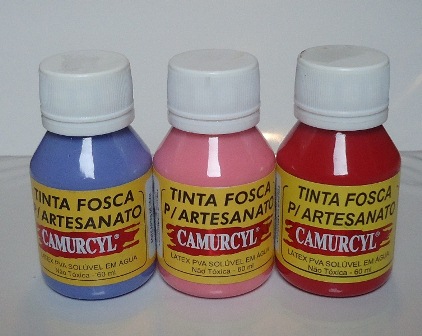 TINTA FOSCA
P/ ARTESANATO
CAMURCYL®
LATEX PVA SOLÚVEL EM ÁGUA
Não Tóxica - 60 ml
TINTA FOSCA
P/ ARTESANATO
CAMURCYL®
LATEX PVA SOLÚVEL EM ÁGUA
Não Tóxica - 60 ml
TINTA FOSCA
P/ ARTESANATO
CAMURCYL®
LATEX PVA SOLÚVEL EM ÁGUA
Não Tóxica - 60 ml